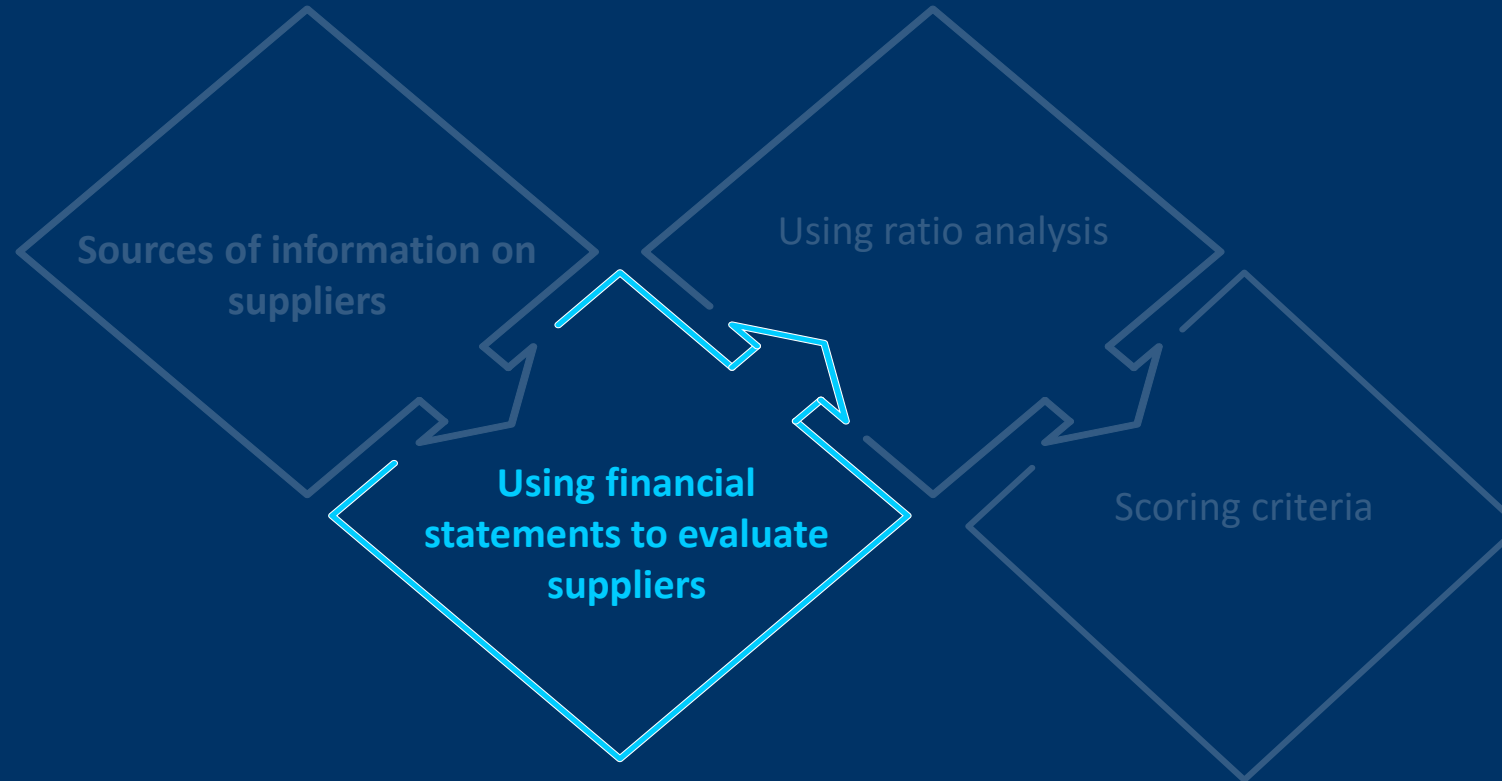 Sources of information on
suppliers
Using financial
statements to evaluate
suppliers
Using ratio analysis
Scoring criteria